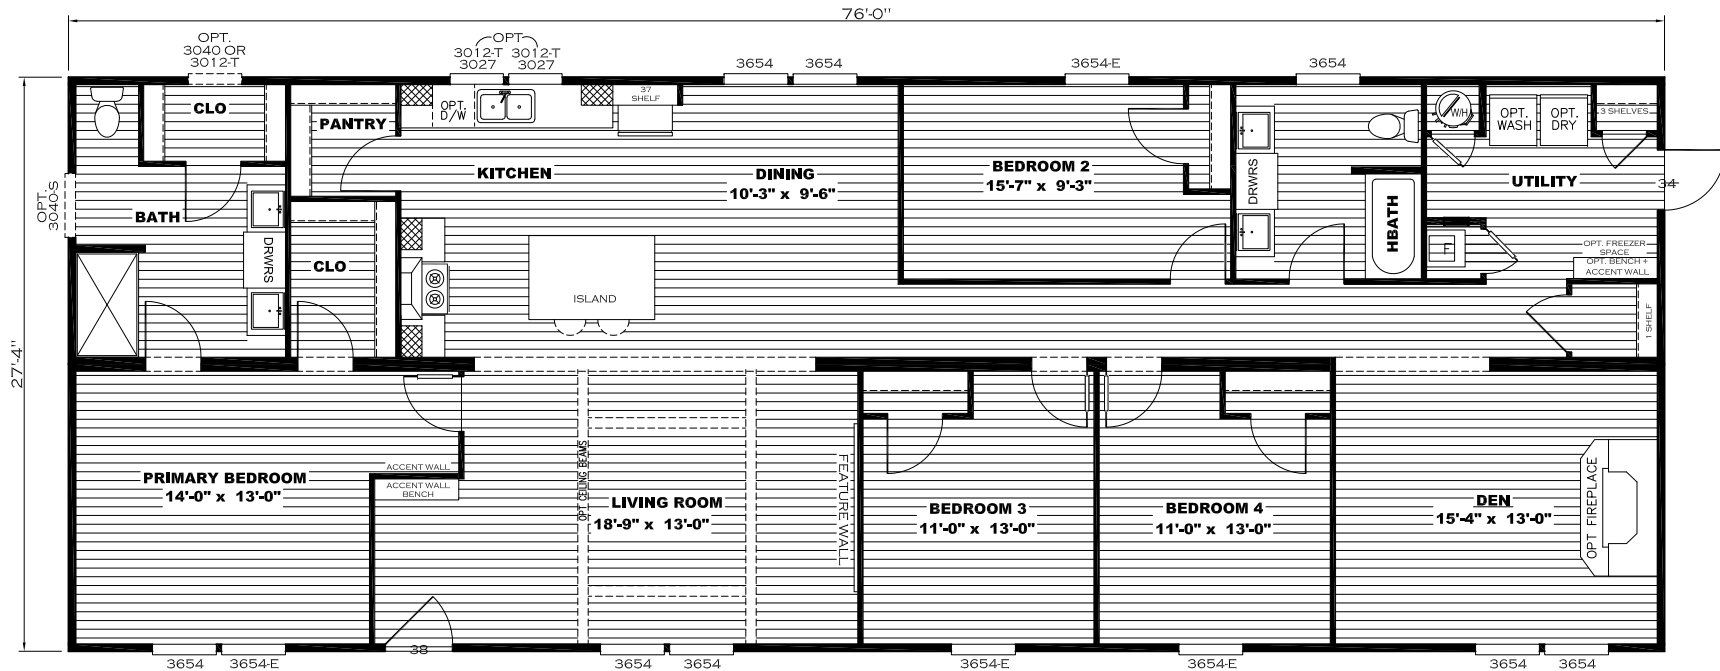 76'-0"
OPT.
3040 OR
3012-T
OPT
3012-T 3012-T
3027 3027
3654 3654
3654-E
3654
27'-4"
OPT.
3040-S
CLO
BATH
DRWRS
PANTRY
CLO
OPT.
D/W
37
SHELF
KITCHEN
DINING
10'-3" x 9'-6"
ISLAND
BEDROOM 2
15'-7" x 9'-3"
DRWRS
HBATH
W/H
OPT.
WASH
OPT.
DRY
3 SHELVES
UTILITY
34
F
OPT. FREEZER
SPACE
OPT. BENCH +
ACCENT WALL
1 SHELF
PRIMARY BEDROOM
14'-0" x 13'-0"
ACCENT WALL
ACCENT WALL
BENCH
OPT CEILING BEAMS
LIVING ROOM
18'-9" x 13'-0"
FEATURE WALL
BEDROOM 3
11'-0" x 13'-0"
BEDROOM 4
11'-0" x 13'-0"
DEN
15'-4" x 13'-0"
OPT FIREPLACE
38
3654 3654-E
3654 3654
3654-E
3654-E
3654 3654